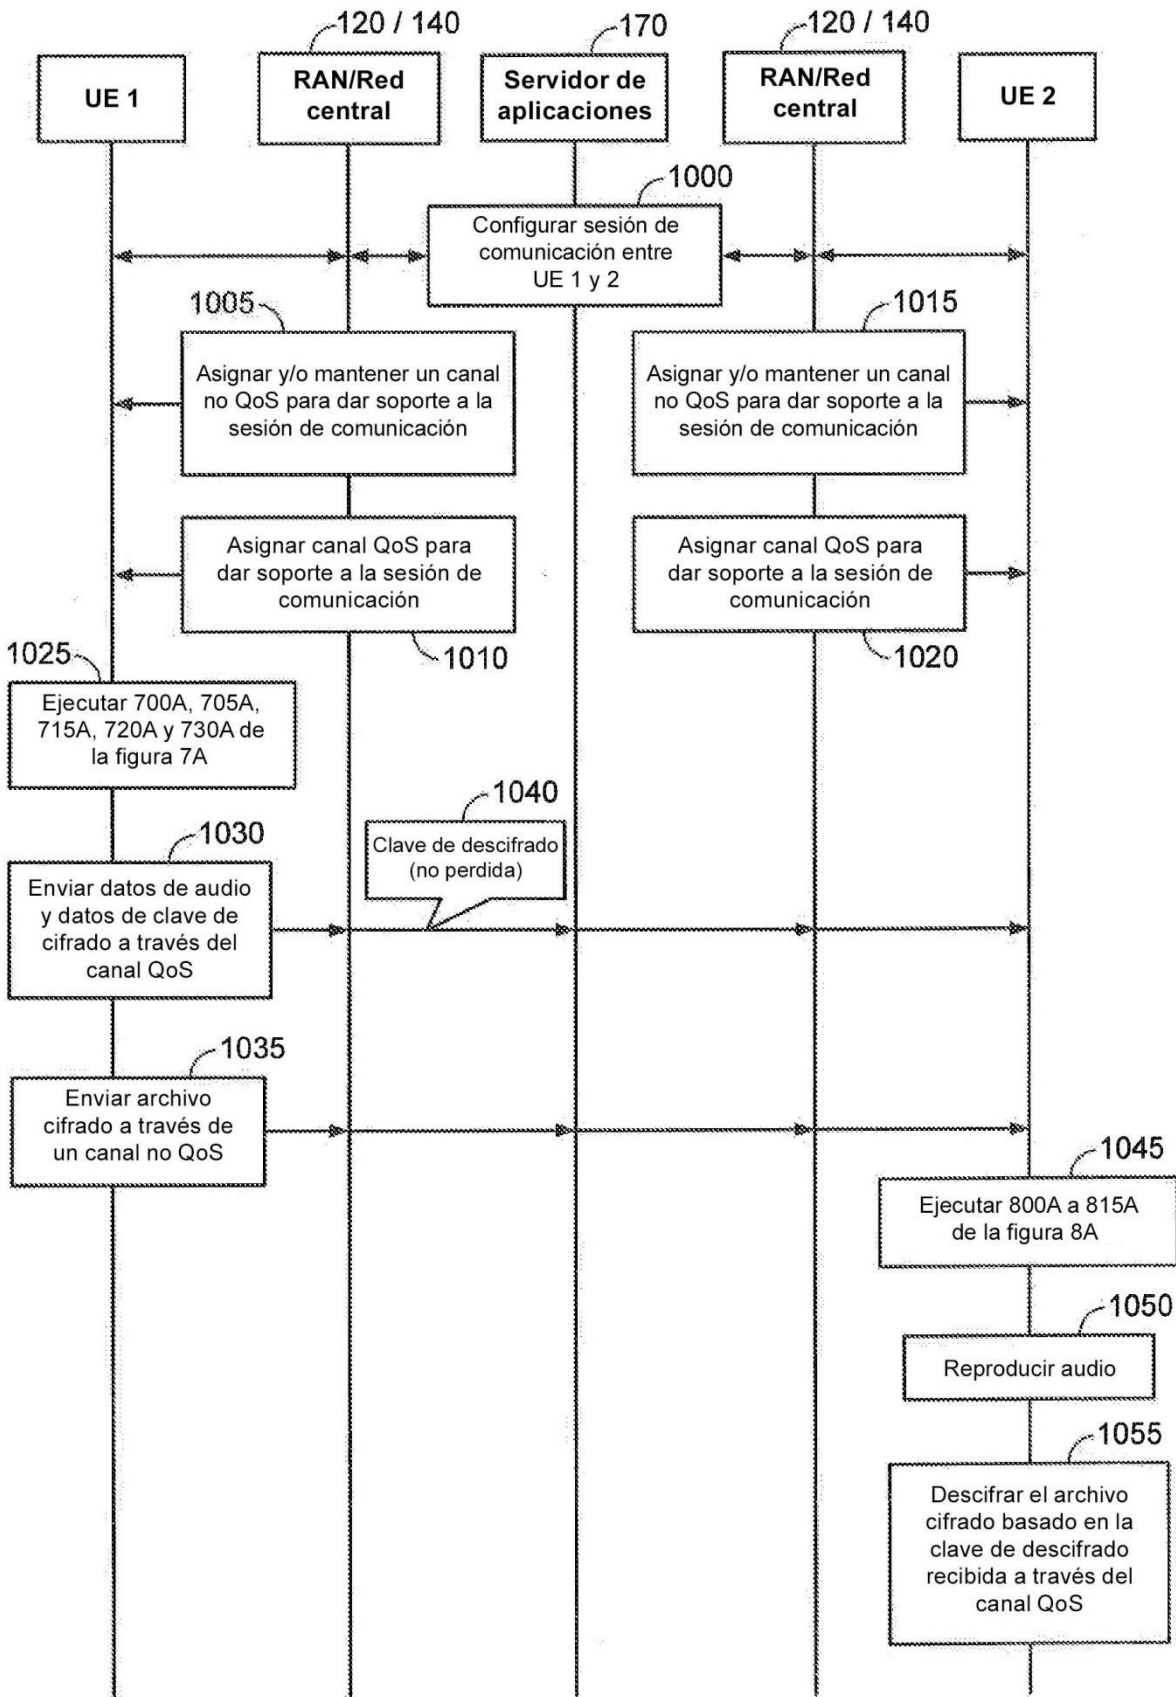 120 / 140
170
120 / 140
UE 1
RAN/Red
central
Servidor de
aplicaciones
RAN/Red
central
UE 2
1000
Configurar sesión de
comunicación entre
UE 1 y 2
1005
Asignar y/o mantener un canal
no QoS para dar soporte a la
sesión de comunicación
1015
Asignar y/o mantener un canal
no QoS para dar soporte a la
sesión de comunicación
Asignar canal QoS para
dar soporte a la sesión de
comunicación
1010
Asignar canal QoS para
dar soporte a la sesión de
comunicación
1020
1025
Ejecutar 700A, 705A,
715A, 720A y 730A de
la figura 7A
1040
Clave de descifrado
(no perdida)
1030
Enviar datos de audio
y datos de clave de
cifrado a través del
canal QoS
1035
Enviar archivo
cifrado a través de
un canal no QoS
1045
Ejecutar 800A a 815A
de la figura 8A
1050
Reproducir audio
1055
Descifrar el archivo
cifrado basado en la
clave de descifrado
recibida a través del
canal QoS